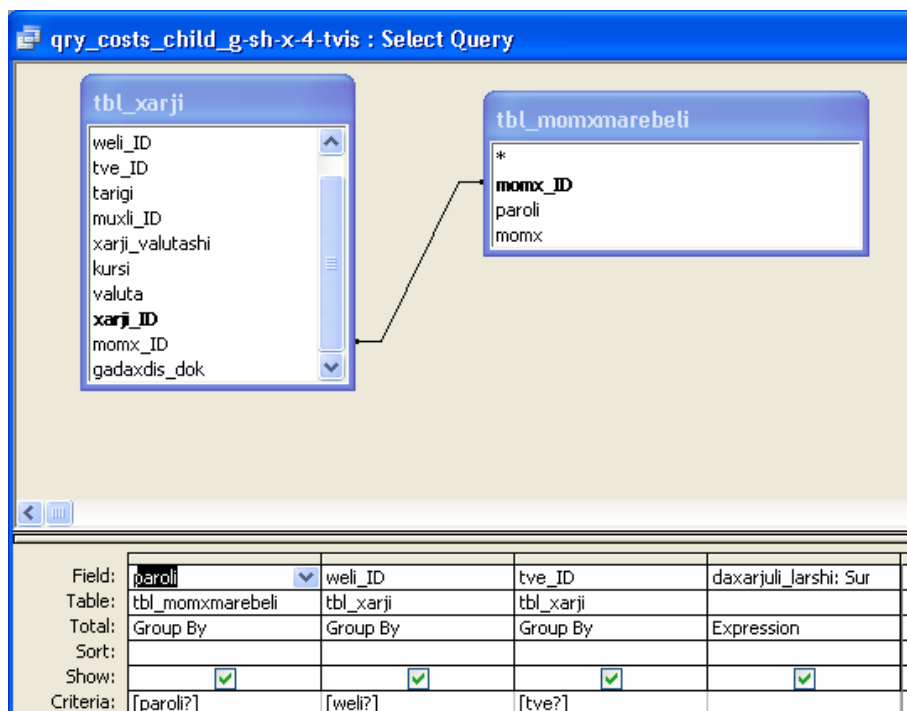 qry_costs_child_g-sh-x-4-tvis : Select Query
tbl_xarji
weli_ID
tve_ID
tarigi
muxli_ID
xarji_valutashi
kursi
valuta
xarji_ID
momx_ID
gadaxdis_dok
tbl_momxmarebeli
*
momx_ID
paroli
momx
Field: paroli weli_ID tve_ID daxarjuli_larshi: Sur
Table: tbl_momxmarebeli tbl_xarji tbl_xarji
Total: Group By Group By Group By Expression
Sort:
Show:
Criteria: [paroli?] [weli?] [tve?]